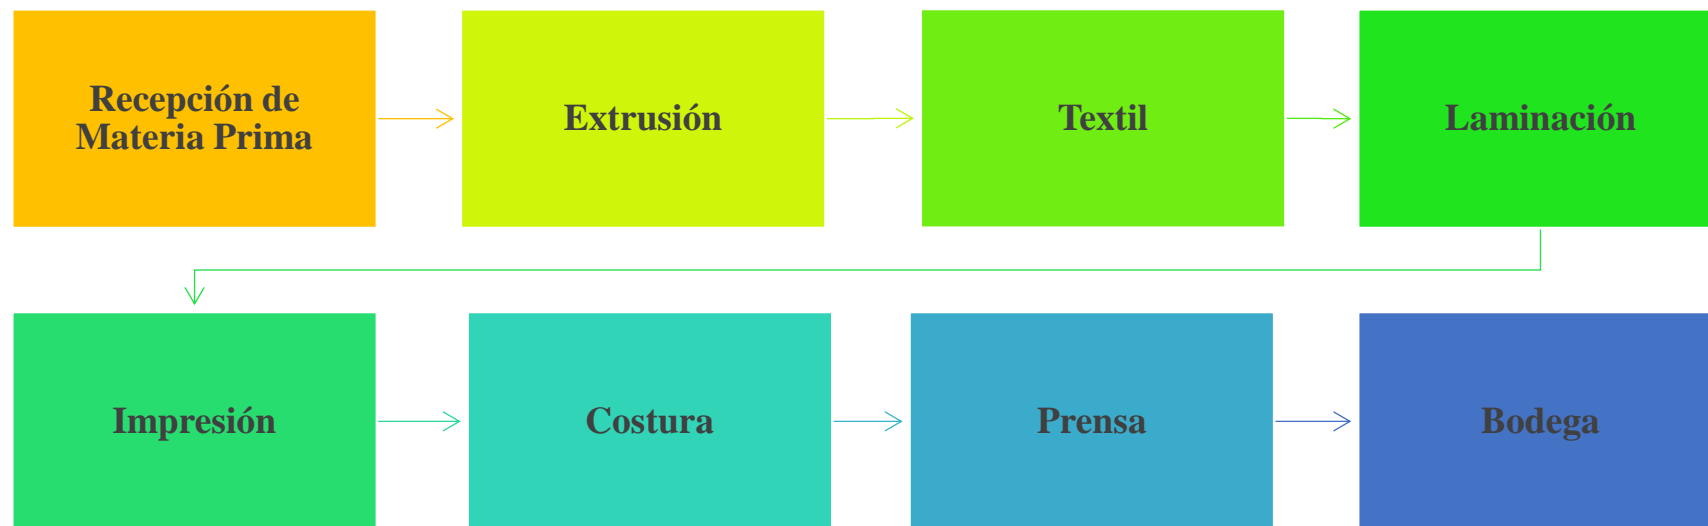 Recepción de
Materia Prima
Extrusión
Textil
Laminación
Impresión
Costura
Prensa
Bodega